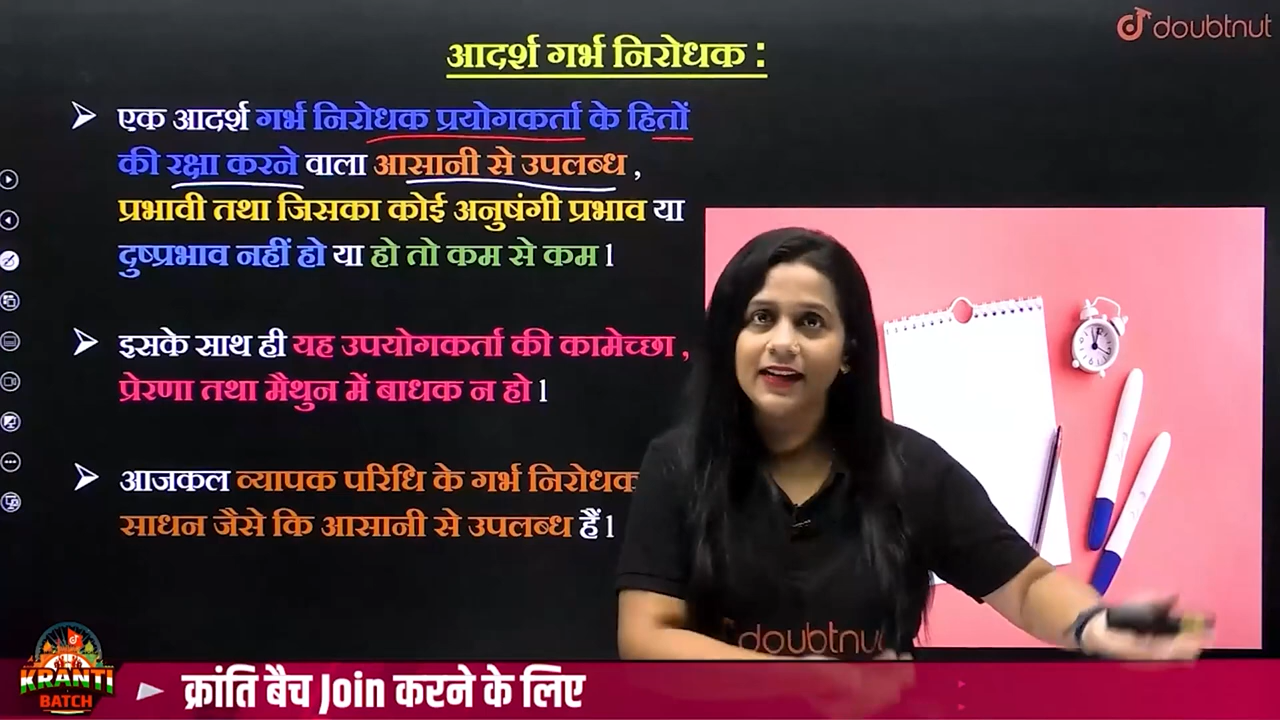 doubtnut
आदर्श गर्भ निरोधक :
एक आदर्श गर्भ निरोधक प्रयोगकर्ता के हितों
की रक्षा करने वाला आसानी से उपलब्ध ,
प्रभावी तथा जिसका कोई अनुषंगी प्रभाव या
दुष्प्रभाव नहीं हो या हो तो कम से कम l
इसके साथ ही यह उपयोगकर्ता की कामेच्छा ,
प्रेरणा तथा मैथुन में बाधक न हो l
आजकल व्यापक परिधि के गर्भ निरोधक
साधन जैसे कि आसानी से उपलब्ध हैं l
doubtnut
KRANTI
BATCH
क्रांति बैच Join करने के लिए